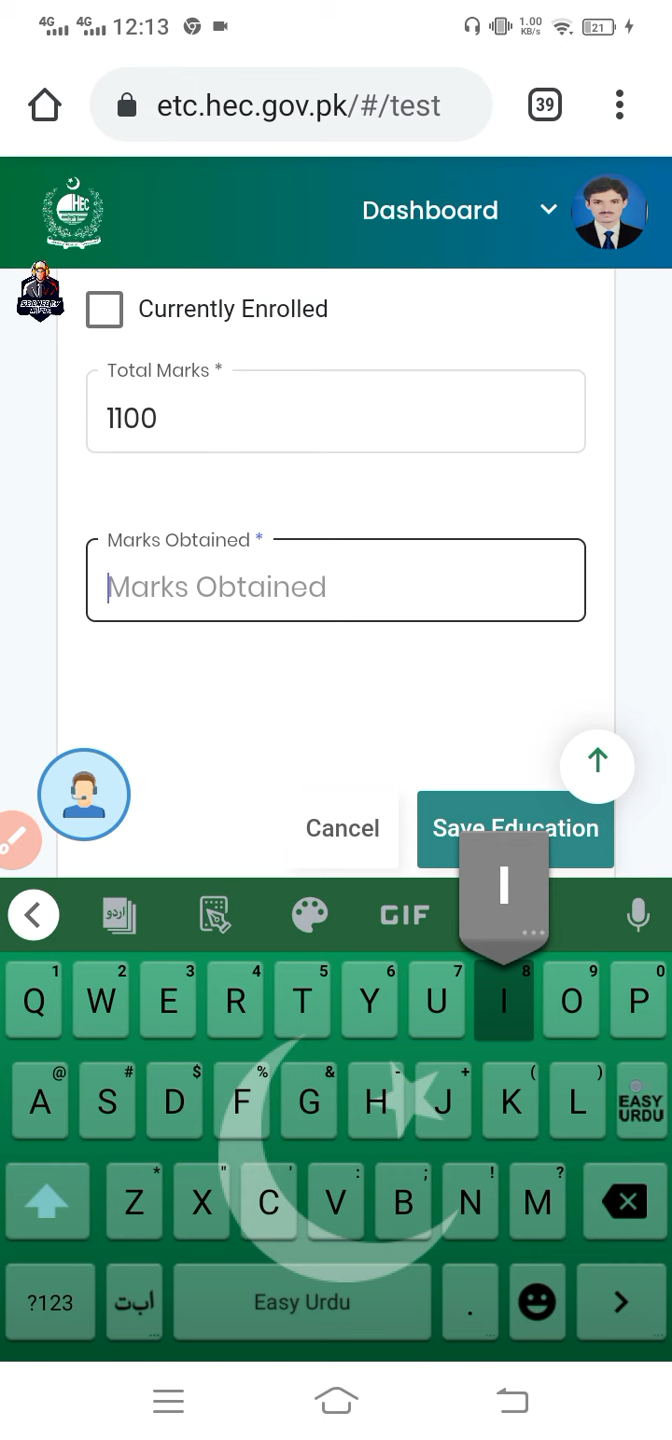 4G 4G 12:13 1.00 KB/s 21
etc.hec.gov.pk/#/test 39
HEC
Dashboard
Currently Enrolled
Total Marks *
1100
Marks Obtained *
Marks Obtained
Cancel Save Education
I
...
اردو GIF
1 2 3 4 5 6 7 8 9 0
Q W E R T Y U I O P
@ # $ % & - + ( )
A S D F G H J K L EASY URDU
* " ' : ; ! ?
Z X C V B N M
?123 ا ب ت Easy Urdu .